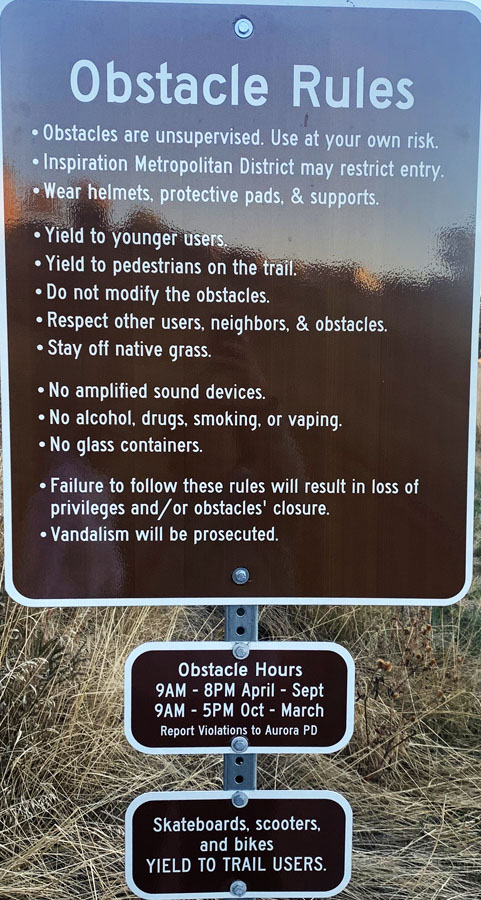 Obstacle Rules
• Obstacles are unsupervised. Use at your own risk.
• Inspiration Metropolitan District may restrict entry.
• Wear helmets, protective pads, & supports.
• Yield to younger users.
• Yield to pedestrians on the trail.
• Do not modify the obstacles.
• Respect other users, neighbors, & obstacles.
• Stay off native grass.
• No amplified sound devices.
• No alcohol, drugs, smoking, or vaping.
• No glass containers.
• Failure to follow these rules will result in loss of
privileges and/or obstacles' closure.
• Vandalism will be prosecuted.
Obstacle Hours
9AM - 8PM April - Sept
9AM - 5PM Oct - March
Report Violations to Aurora PD
Skateboards, scooters,
and bikes
YIELD TO TRAIL USERS.